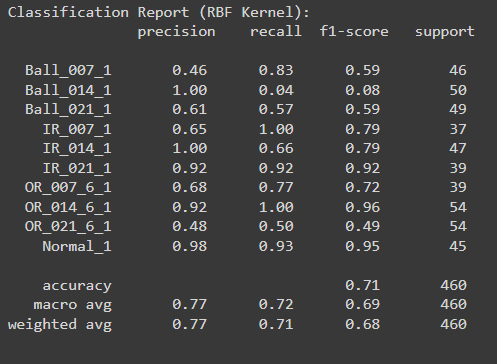 Classification Report (RBF Kernel):
precision recall f1-score support
Ball_007_1 0.46 0.83 0.59 46
Ball_014_1 1.00 0.04 0.08 50
Ball_021_1 0.61 0.57 0.59 49
IR_007_1 0.65 1.00 0.79 37
IR_014_1 1.00 0.66 0.79 47
IR_021_1 0.92 0.92 0.92 39
OR_007_6_1 0.68 0.77 0.72 39
OR_014_6_1 0.92 1.00 0.96 54
OR_021_6_1 0.48 0.50 0.49 54
Normal_1 0.98 0.93 0.95 45
accuracy 0.71 460
macro avg 0.77 0.72 0.69 460
weighted avg 0.77 0.71 0.68 460